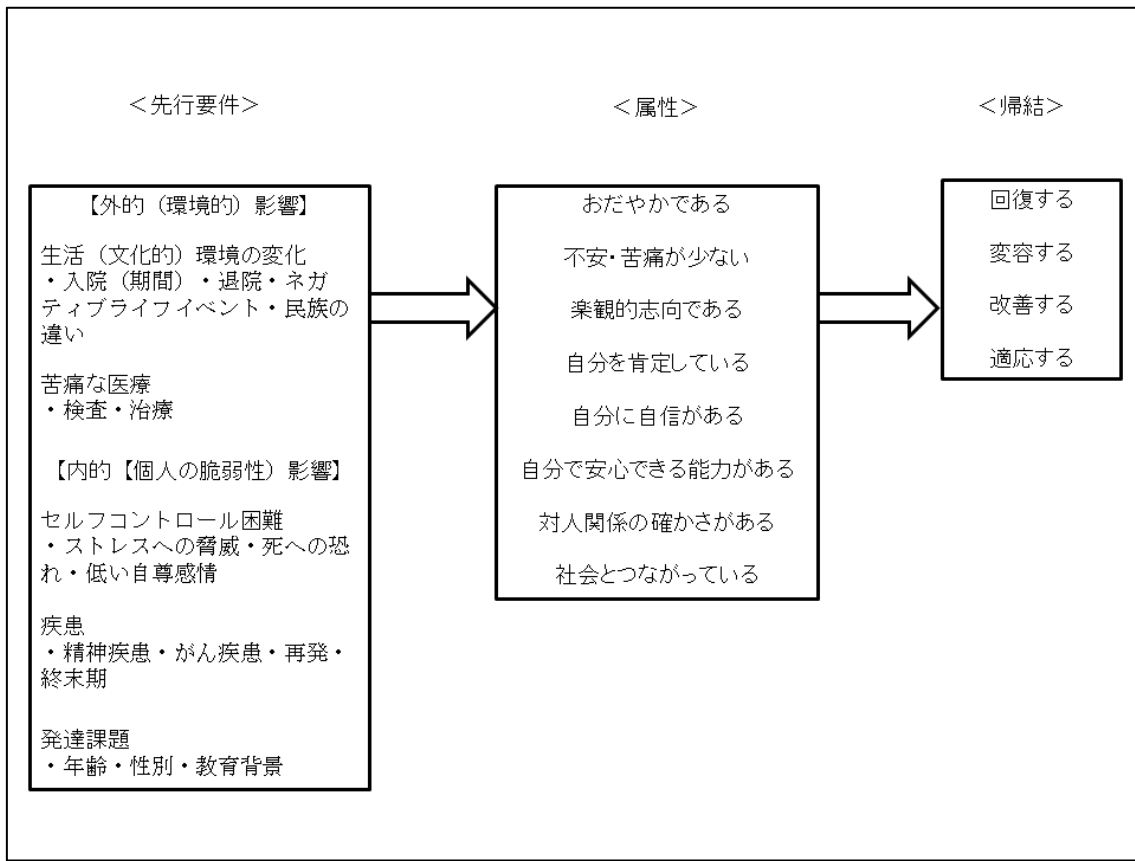 ＜先行要件＞
＜属性＞
＜帰結＞
【外的（環境的）影響】
生活（文化的）環境の変化
・入院（期間）・退院・ネガ
ティブライフイベント・民族の
違い
苦痛な医療
・検査・治療
【内的【個人の脆弱性）影響】
セルフコントロール困難
・ストレスへの脅威・死への恐
れ・低い自尊感情
疾患
・精神疾患・がん疾患・再発・
終末期
発達課題
・年齢・性別・教育背景
おだやかである
不安・苦痛が少ない
楽観的志向である
自分を肯定している
自分に自信がある
自分で安心できる能力がある
対人関係の確かさがある
社会とつながっている
回復する
変容する
改善する
適応する